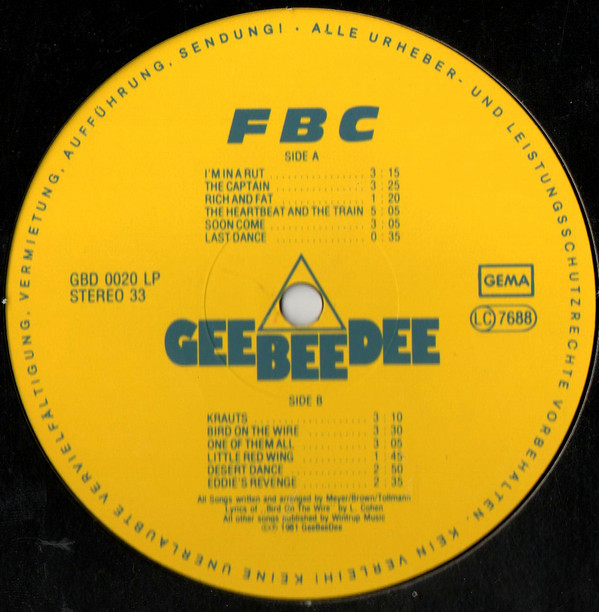 ALLE URHEBER- UND LEISTUNGSSCHUTZRECHTE VORBEHALTEN. KEIN VERLEIH! KEINE UNERLAUBTE VERVIELFÄLTIGUNG, VERMIETUNG, AUFFÜHRUNG, SENDUNG! •
FBC
SIDE A
I'M IN A RUT .................. 3 : 15
THE CAPTAIN ................ 3 : 25
RICH AND FAT ............... 1 : 20
THE HEARTBEAT AND THE TRAIN 5 : 05
SOON COME ................. 3 : 05
LAST DANCE ................ 0 : 35
GBD 0020 LP
STEREO 33
GEMA
LC 7688
GEEBEEDEE
SIDE B
KRAUTS ................... 3 : 10
BIRD ON THE WIRE .......... 3 : 30
ONE OF THEM ALL .......... 3 : 05
LITTLE RED WING .......... 1 : 45
DESERT DANCE ............. 2 : 50
EDDIE'S REVENGE .......... 2 : 35
All Songs written and arranged by Meyer/Brown/Tollmann
Lyrics of ,,Bird On The Wire'' by L. Cohen
All other songs published by Wintrup Music
©+℗ 1981 GeeBeeDee